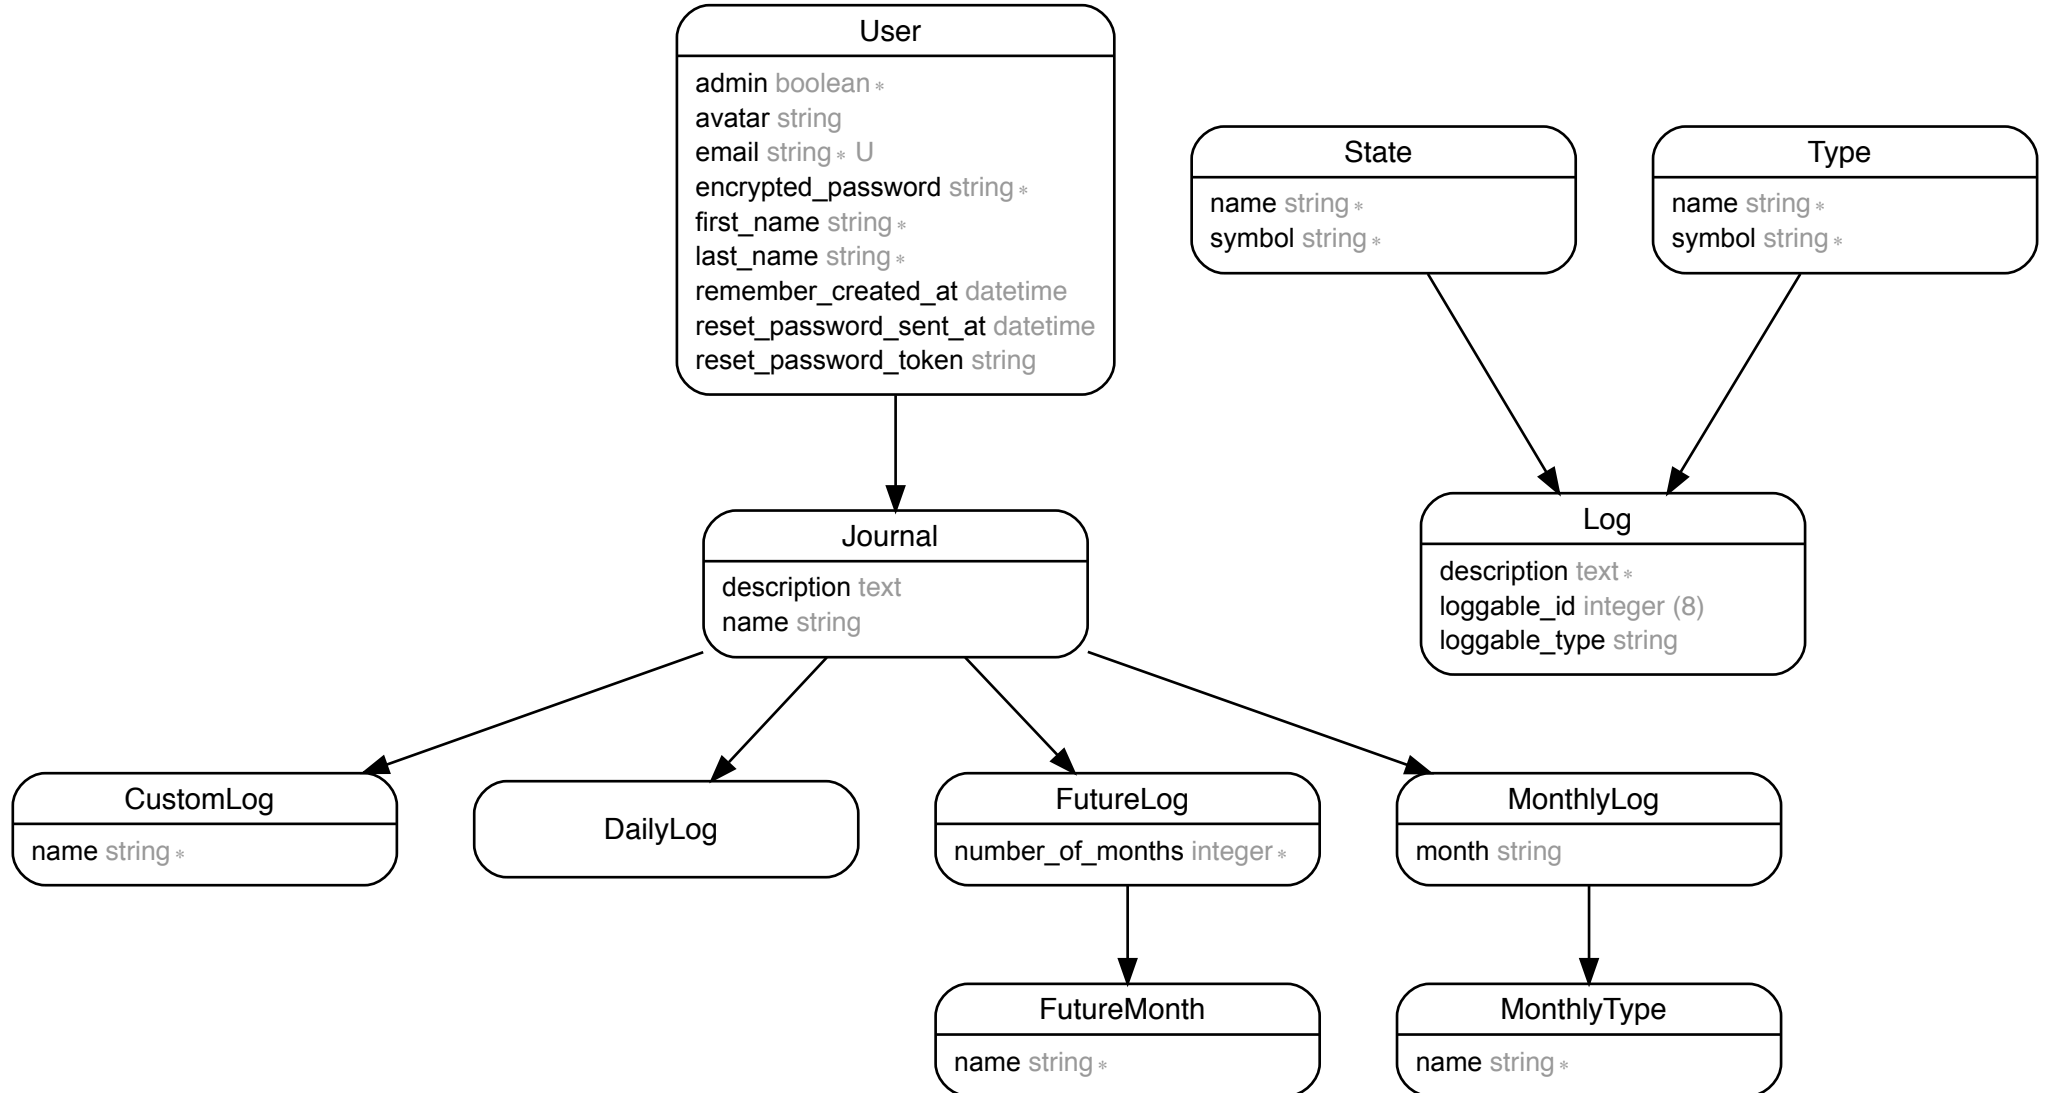 User
admin boolean *
avatar string
email string * U
encrypted_password string *
first_name string *
last_name string *
remember_created_at datetime
reset_password_sent_at datetime
reset_password_token string
State
name string *
symbol string *
Type
name string *
symbol string *
Journal
description text
name string
Log
description text *
loggable_id integer (8)
loggable_type string
CustomLog
name string *
DailyLog
FutureLog
number_of_months integer *
MonthlyLog
month string
FutureMonth
name string *
MonthlyType
name string *